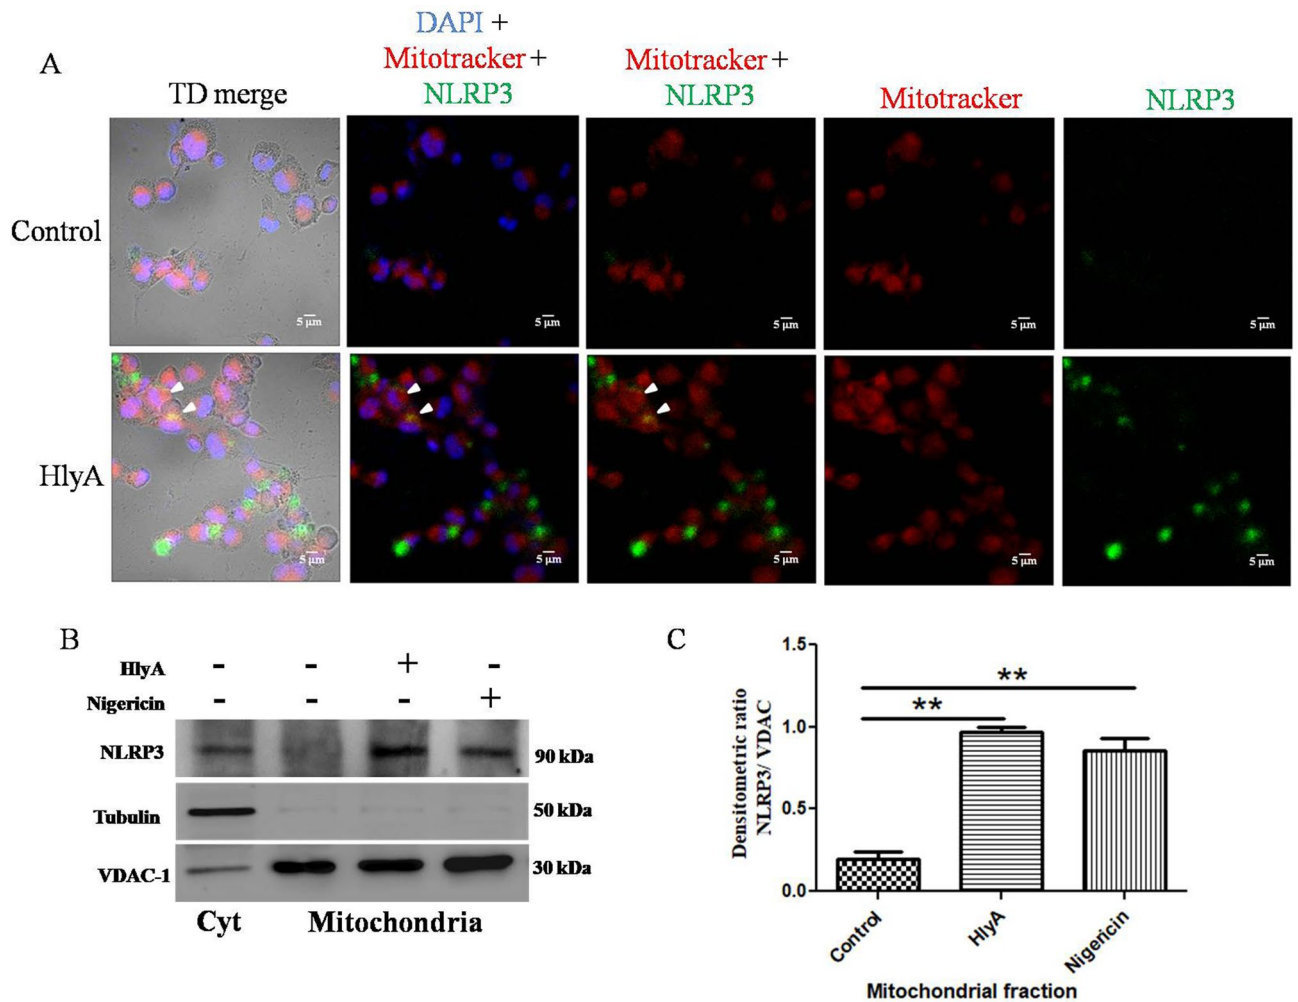 A
TD merge
DAPI +
Mitotracker +
NLRP3
Mitotracker +
NLRP3
Mitotracker
NLRP3
Control
5 µm
5 µm
5 µm
5 µm
5 µm
HlyA
5 µm
5 µm
5 µm
5 µm
5 µm
B
HlyA - - + -
Nigericin - - - +
NLRP3 90 kDa
Tubulin 50 kDa
VDAC-1 30 kDa
Cyt Mitochondria
C
Densitometric ratio
NLRP3/ VDAC
1.5
1.0
0.5
0.0
**
**
Control
HlyA
Nigericin
Mitochondrial fraction